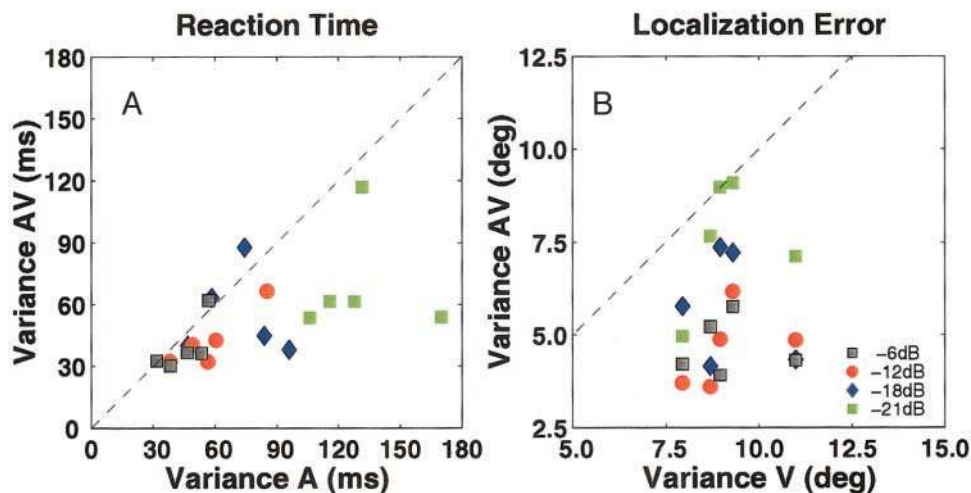 Reaction Time
Localization Error
A
B
180
150
120
90
60
30
0
Variance AV (ms)
0 30 60 90 120 150 180
Variance A (ms)
12.5
10.0
7.5
5.0
2.5
Variance AV (deg)
5.0 7.5 10.0 12.5 15.0
Variance V (deg)
−6dB
−12dB
−18dB
−21dB